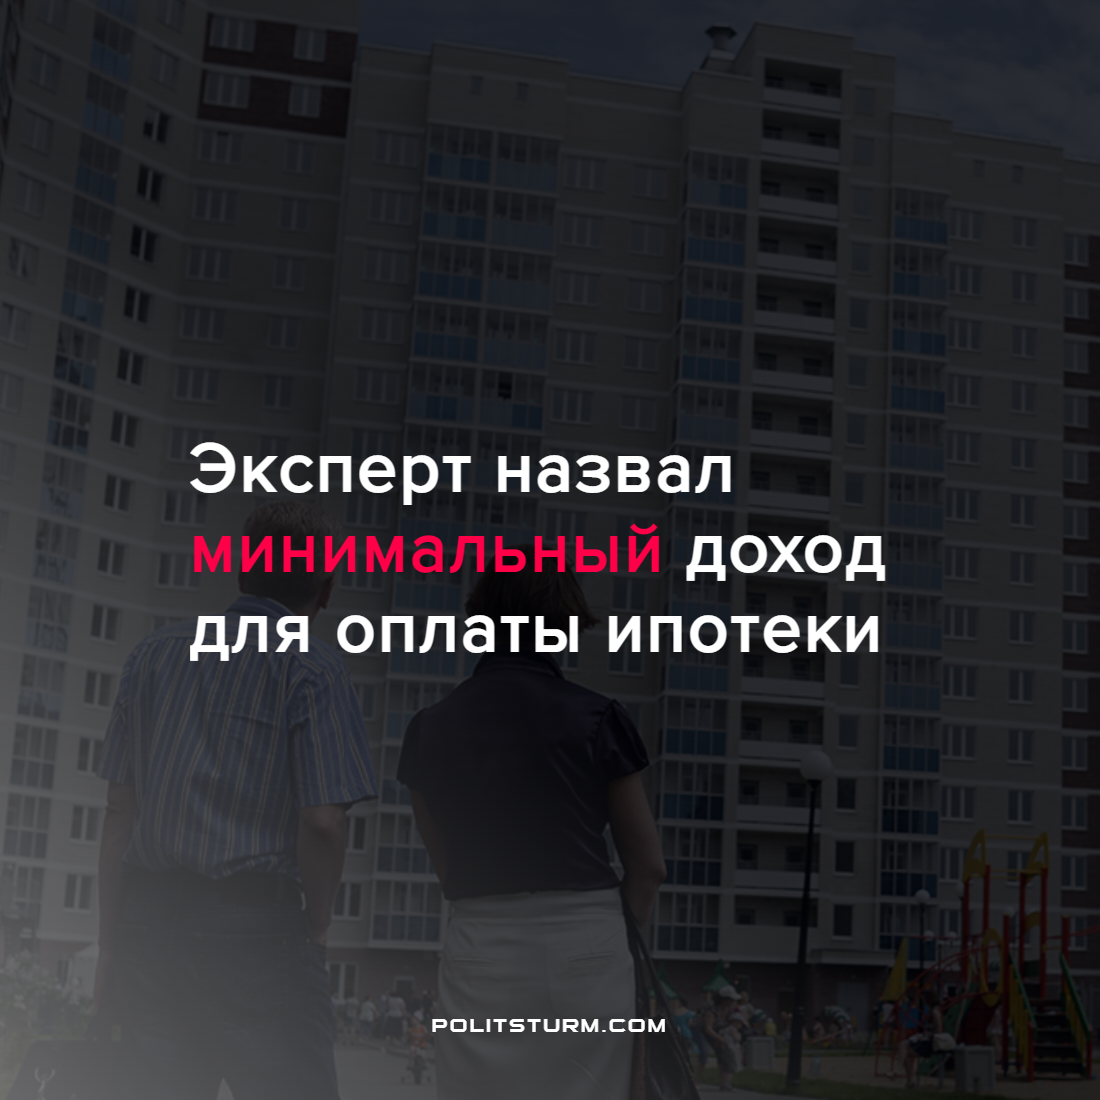 Эксперт назвал
минимальный доход
для оплаты ипотеки
POLITSTURM.COM